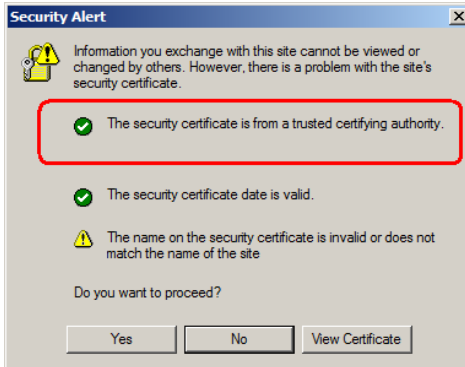 Security Alert
Information you exchange with this site cannot be viewed or
changed by others. However, there is a problem with the site's
security certificate.
The security certificate is from a trusted certifying authority.
The security certificate date is valid.
The name on the security certificate is invalid or does not
match the name of the site
Do you want to proceed?
Yes
No
View Certificate